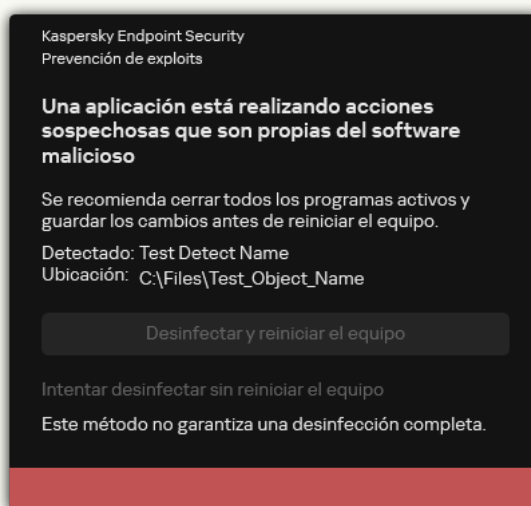 Kaspersky Endpoint Security
Prevención de exploits
Una aplicación está realizando acciones
sospechosas que son propias del software
malicioso
Se recomienda cerrar todos los programas activos y
guardar los cambios antes de reiniciar el equipo.
Detectado: Test Detect Name
Ubicación: C:\Files\Test_Object_Name
Desinfectar y reiniciar el equipo
Intentar desinfectar sin reiniciar el equipo
Este método no garantiza una desinfección completa.